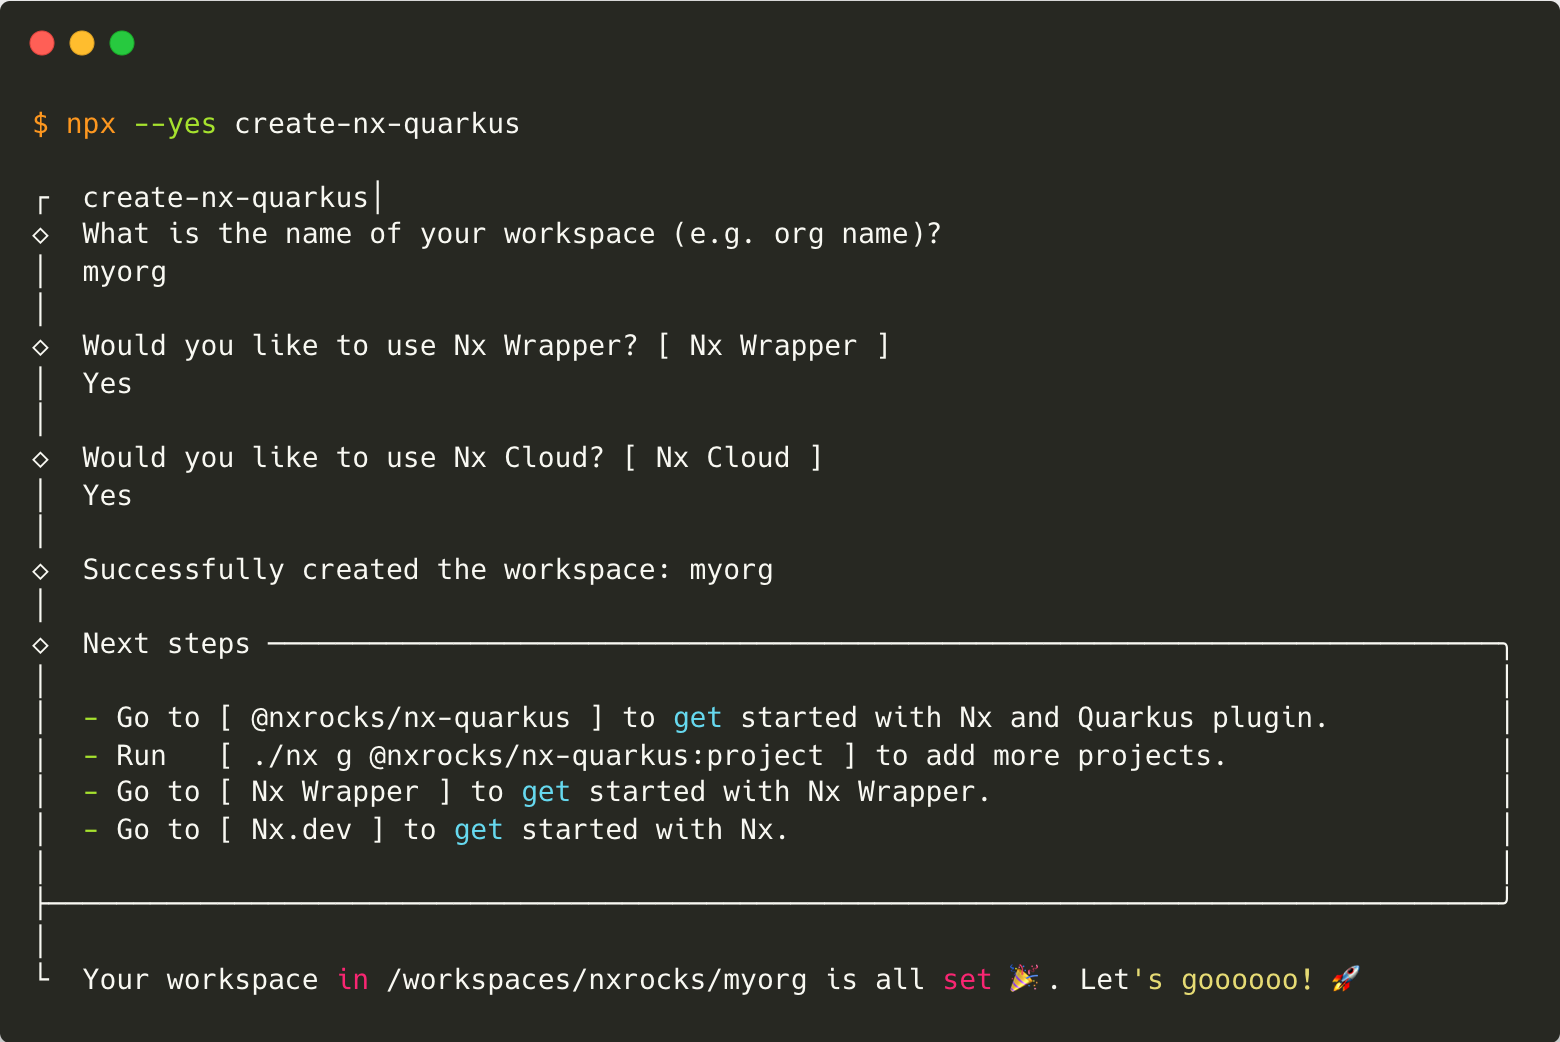 $ npx --yes create-nx-quarkus
┌  create-nx-quarkus│
◇  What is the name of your workspace (e.g. org name)?
│  myorg
│
◇  Would you like to use Nx Wrapper? [ Nx Wrapper ]
│  Yes
│
◇  Would you like to use Nx Cloud? [ Nx Cloud ]
│  Yes
│
◇  Successfully created the workspace: myorg
│
◇  Next steps
│  - Go to [ @nxrocks/nx-quarkus ] to get started with Nx and Quarkus plugin.
│  - Run   [ ./nx g @nxrocks/nx-quarkus:project ] to add more projects.
│  - Go to [ Nx Wrapper ] to get started with Nx Wrapper.
│  - Go to [ Nx.dev ] to get started with Nx.
│
└  Your workspace in /workspaces/nxrocks/myorg is all set 🎉. Let's goooooo! 🚀